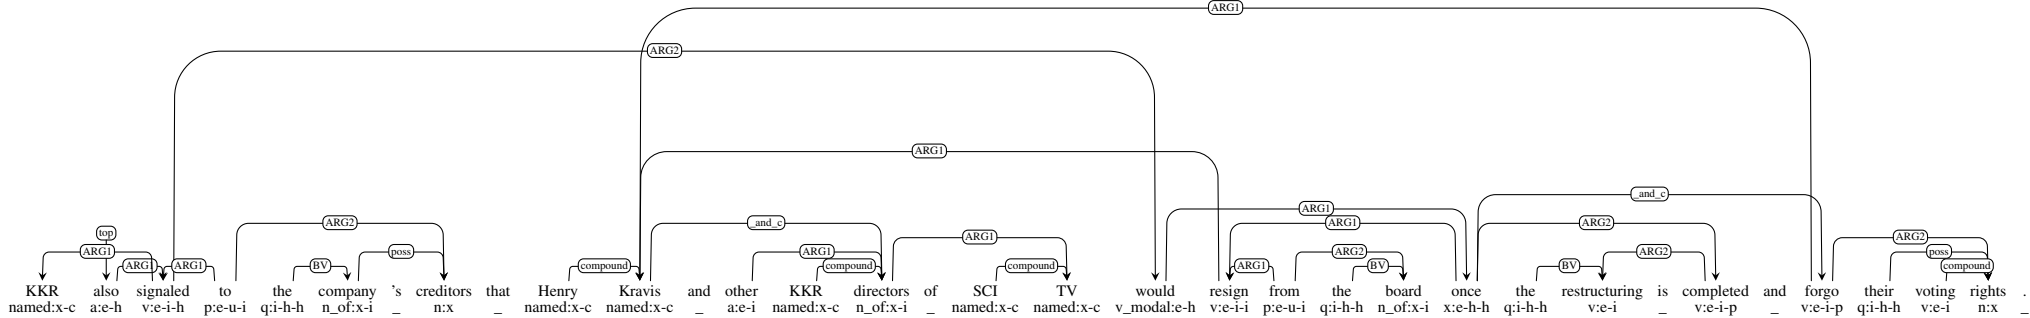 ARG1
ARG2
ARG1
_and_c
ARG1
ARG2 _and_c ARG1 ARG2
top ARG1 ARG2
ARG1 poss ARG1 ARG2 ARG2 poss
ARG1 ARG1 BV compound compound compound ARG1 BV BV compound
KKR also signaled to the company 's creditors that Henry Kravis and other KKR directors of SCI TV would resign from the board once the restructuring is completed and forgo their voting rights .
named:x-c a:e-h v:e-i-h p:e-u-i q:i-h-h n_of:x-i _ n:x _ named:x-c named:x-c _ a:e-i named:x-c n_of:x-i _ named:x-c named:x-c v_modal:e-h v:e-i-i p:e-u-i q:i-h-h n_of:x-i x:e-h-h q:i-h-h v:e-i _ v:e-i-p _ v:e-i-p q:i-h-h v:e-i n:x _